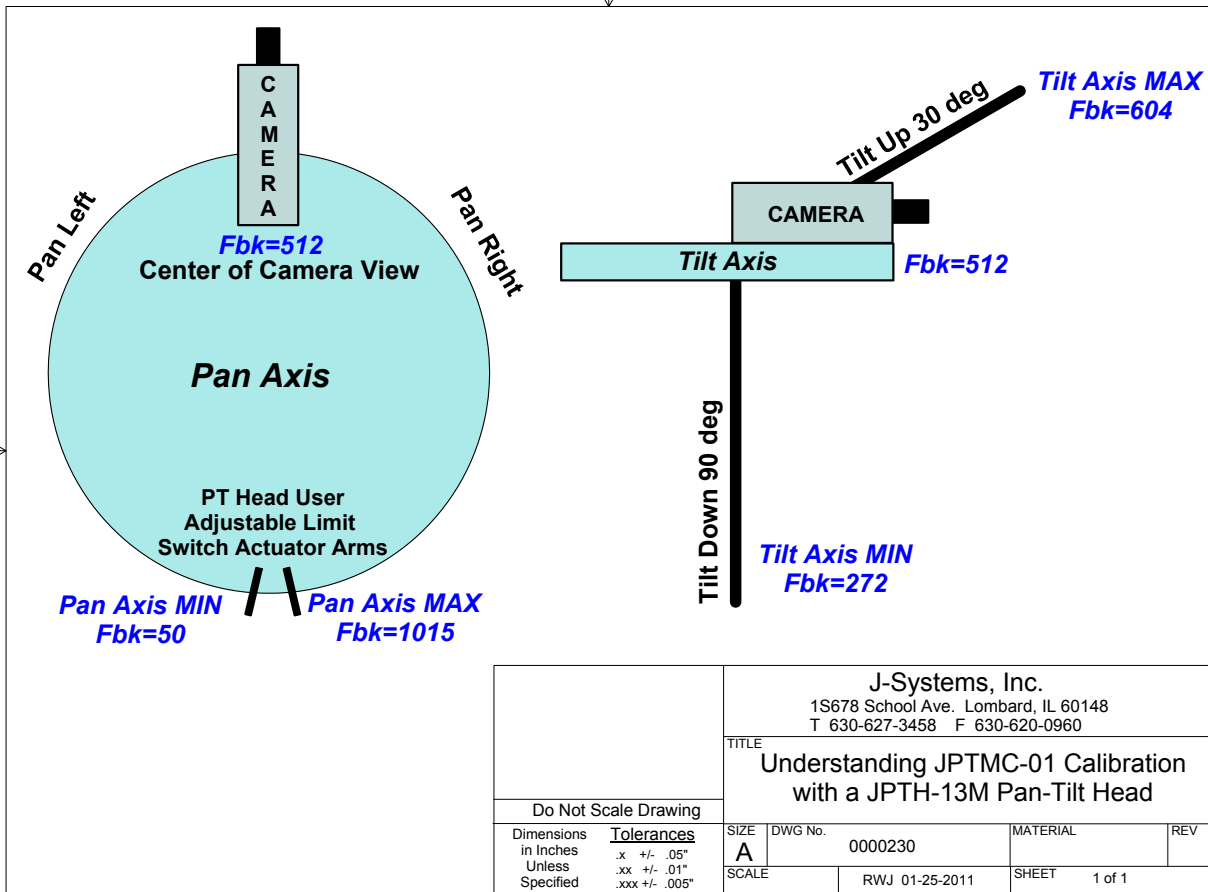 CAMERA
Pan Left
Pan Right
Fbk=512
Center of Camera View
Pan Axis
PT Head User
Adjustable Limit
Switch Actuator Arms
Pan Axis MIN
Fbk=50
Pan Axis MAX
Fbk=1015
Tilt Axis MAX
Fbk=604
Tilt Up 30 deg
CAMERA
Tilt Axis
Fbk=512
Tilt Down 90 deg
Tilt Axis MIN
Fbk=272
J-Systems, Inc.
1S678 School Ave. Lombard, IL 60148
T 630-627-3458 F 630-620-0960
TITLE
Understanding JPTMC-01 Calibration
with a JPTH-13M Pan-Tilt Head
Do Not Scale Drawing
Dimensions
in Inches
Unless
Specified
Tolerances
.x +/- .05"
.xx +/- .01"
.xxx +/- .005"
SIZE
A
DWG No.
0000230
MATERIAL
REV
SCALE
RWJ 01-25-2011
SHEET 1 of 1